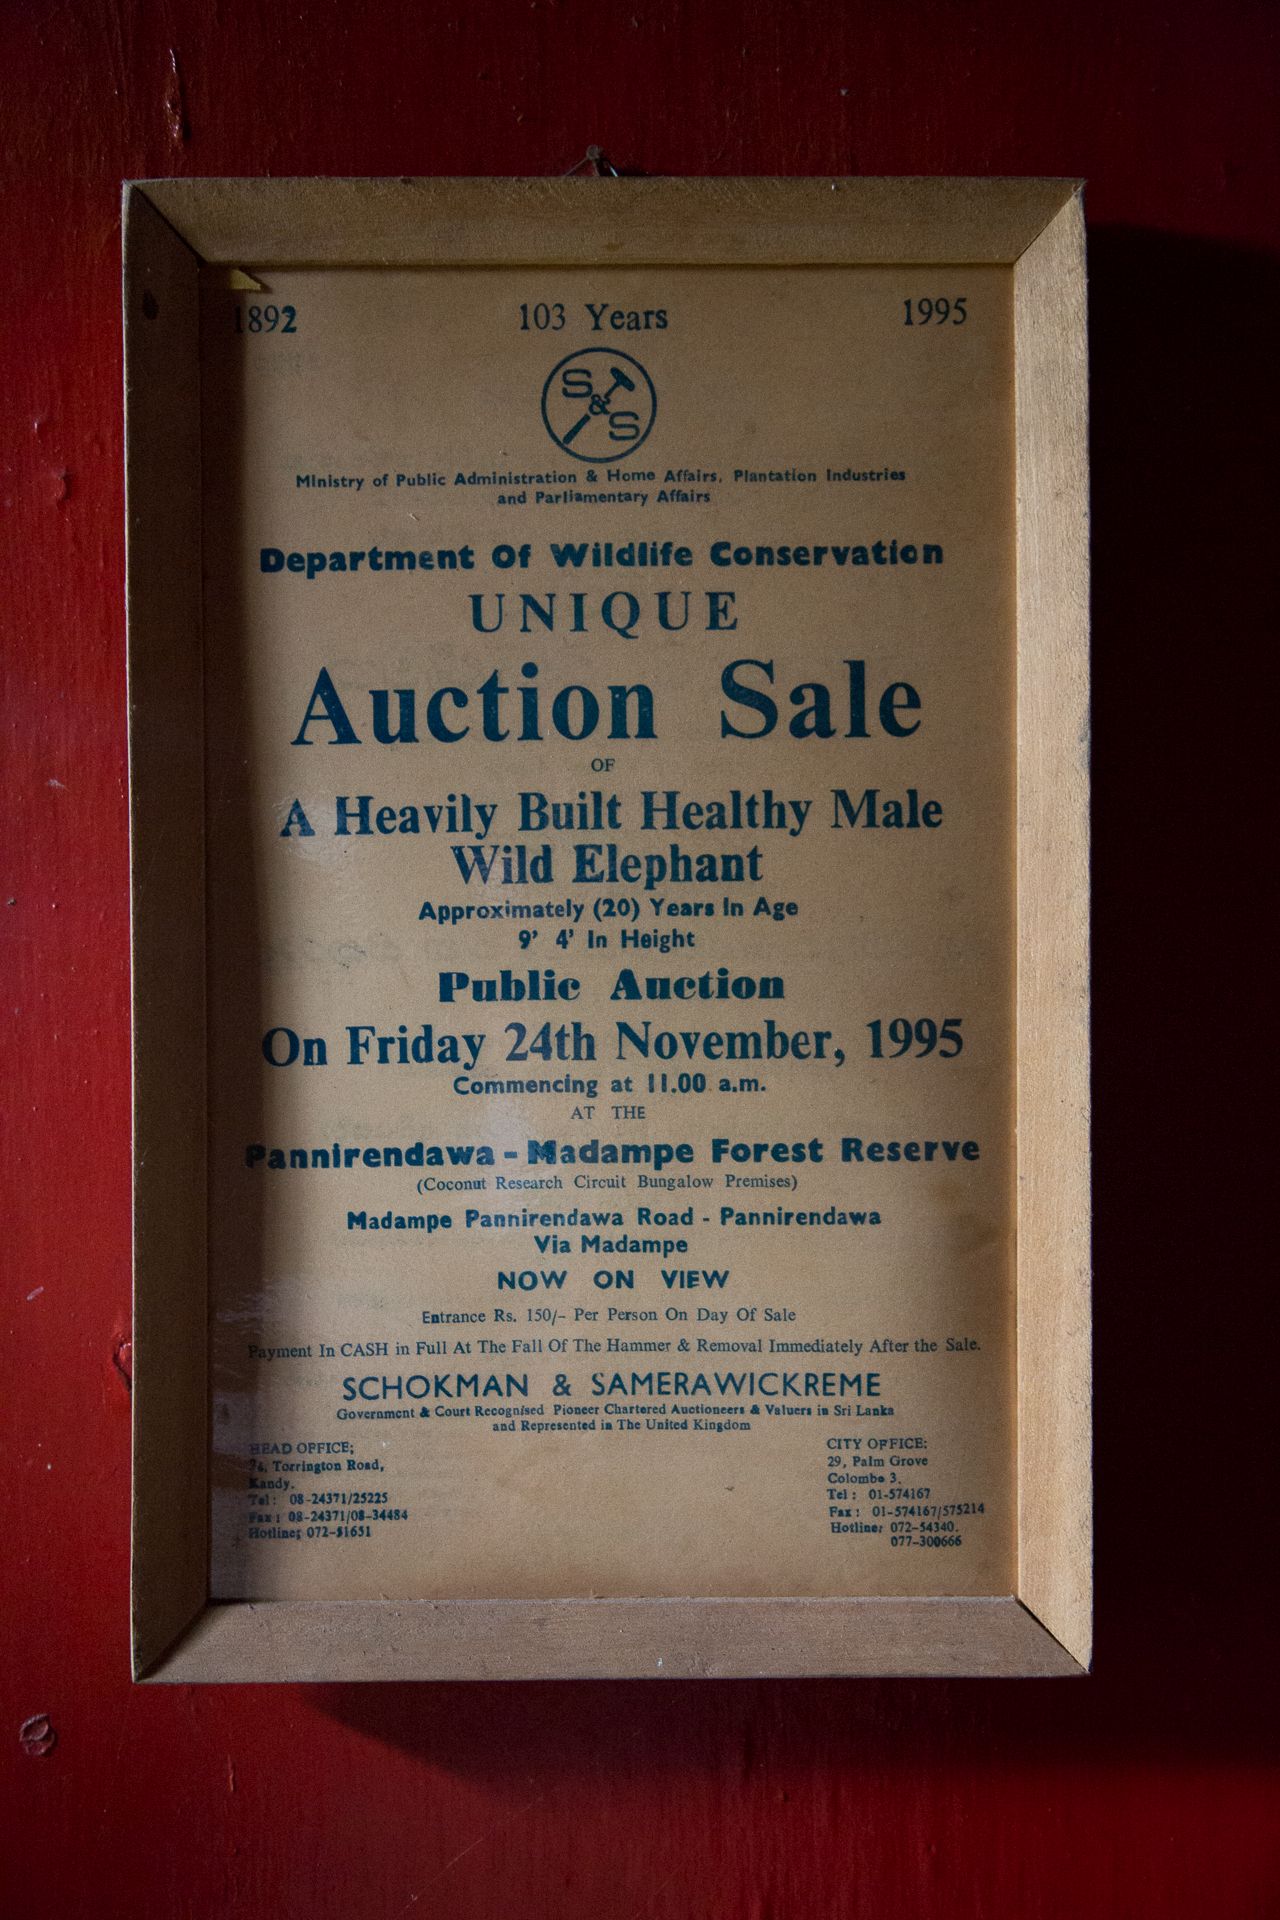 1892 103 Years 1995
S & S
Ministry of Public Administration & Home Affairs, Plantation Industries
and Parliamentary Affairs
Department Of Wildlife Conservation
UNIQUE
Auction Sale
OF
A Heavily Built Healthy Male
Wild Elephant
Approximately (20) Years In Age
9' 4' In Height
Public Auction
On Friday 24th November, 1995
Commencing at 11.00 a.m.
AT THE
Pannirendawa - Madampe Forest Reserve
(Coconut Research Circuit Bungalow Premises)
Madampe Pannirendawa Road - Pannirendawa
Via Madampe
NOW ON VIEW
Entrance Rs. 150/- Per Person On Day Of Sale
Payment In CASH in Full At The Fall Of The Hammer & Removal Immediately After the Sale.
SCHOKMAN & SAMERAWICKREME
Government & Court Recognised Pioneer Chartered Auctioneers & Valuers in Sri Lanka
and Represented in The United Kingdom
HEAD OFFICE;
Torrington Road,
Kandy.
Tel: 08-24371/25225
Fax: 08-24371/08-34484
Hotline; 072-51651
CITY OFFICE:
29, Palm Grove
Colombo 3.
Tel: 01-574167
Fax: 01-574167/575214
Hotline: 072-54340.
077-300666